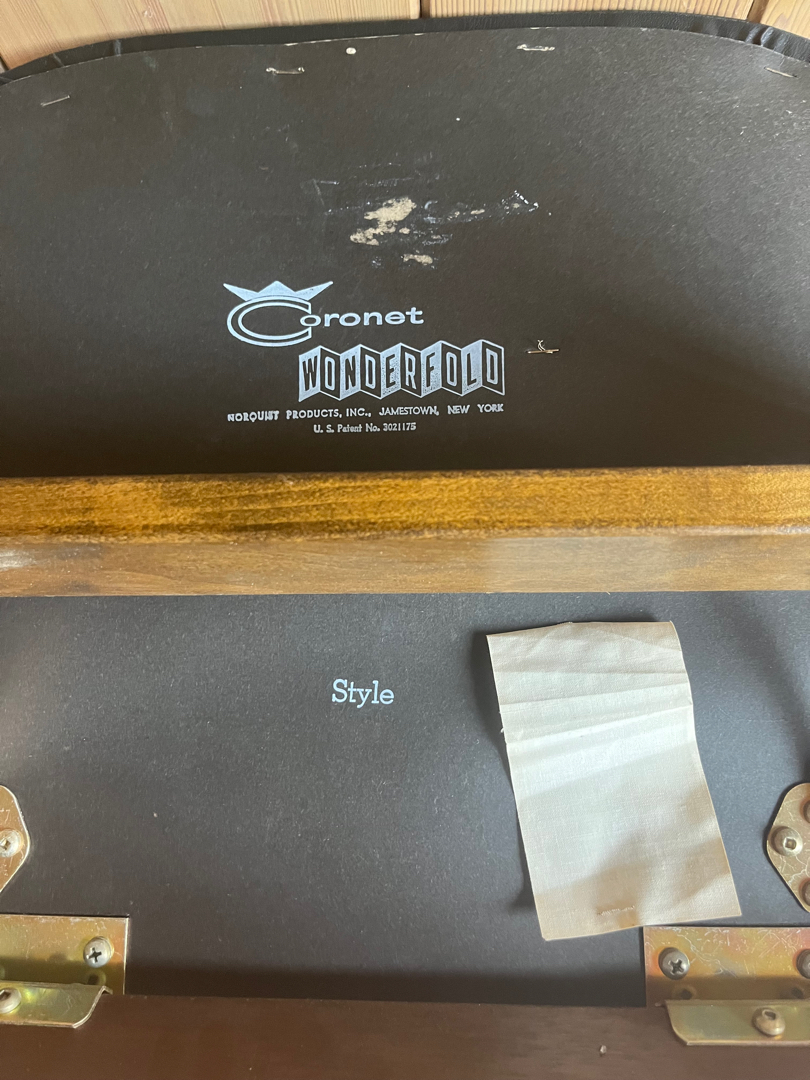 Coronet
WONDERFOLD
NORQUIST PRODUCTS, INC., JAMESTOWN, NEW YORK
U. S. Patent No. 3021175
Style